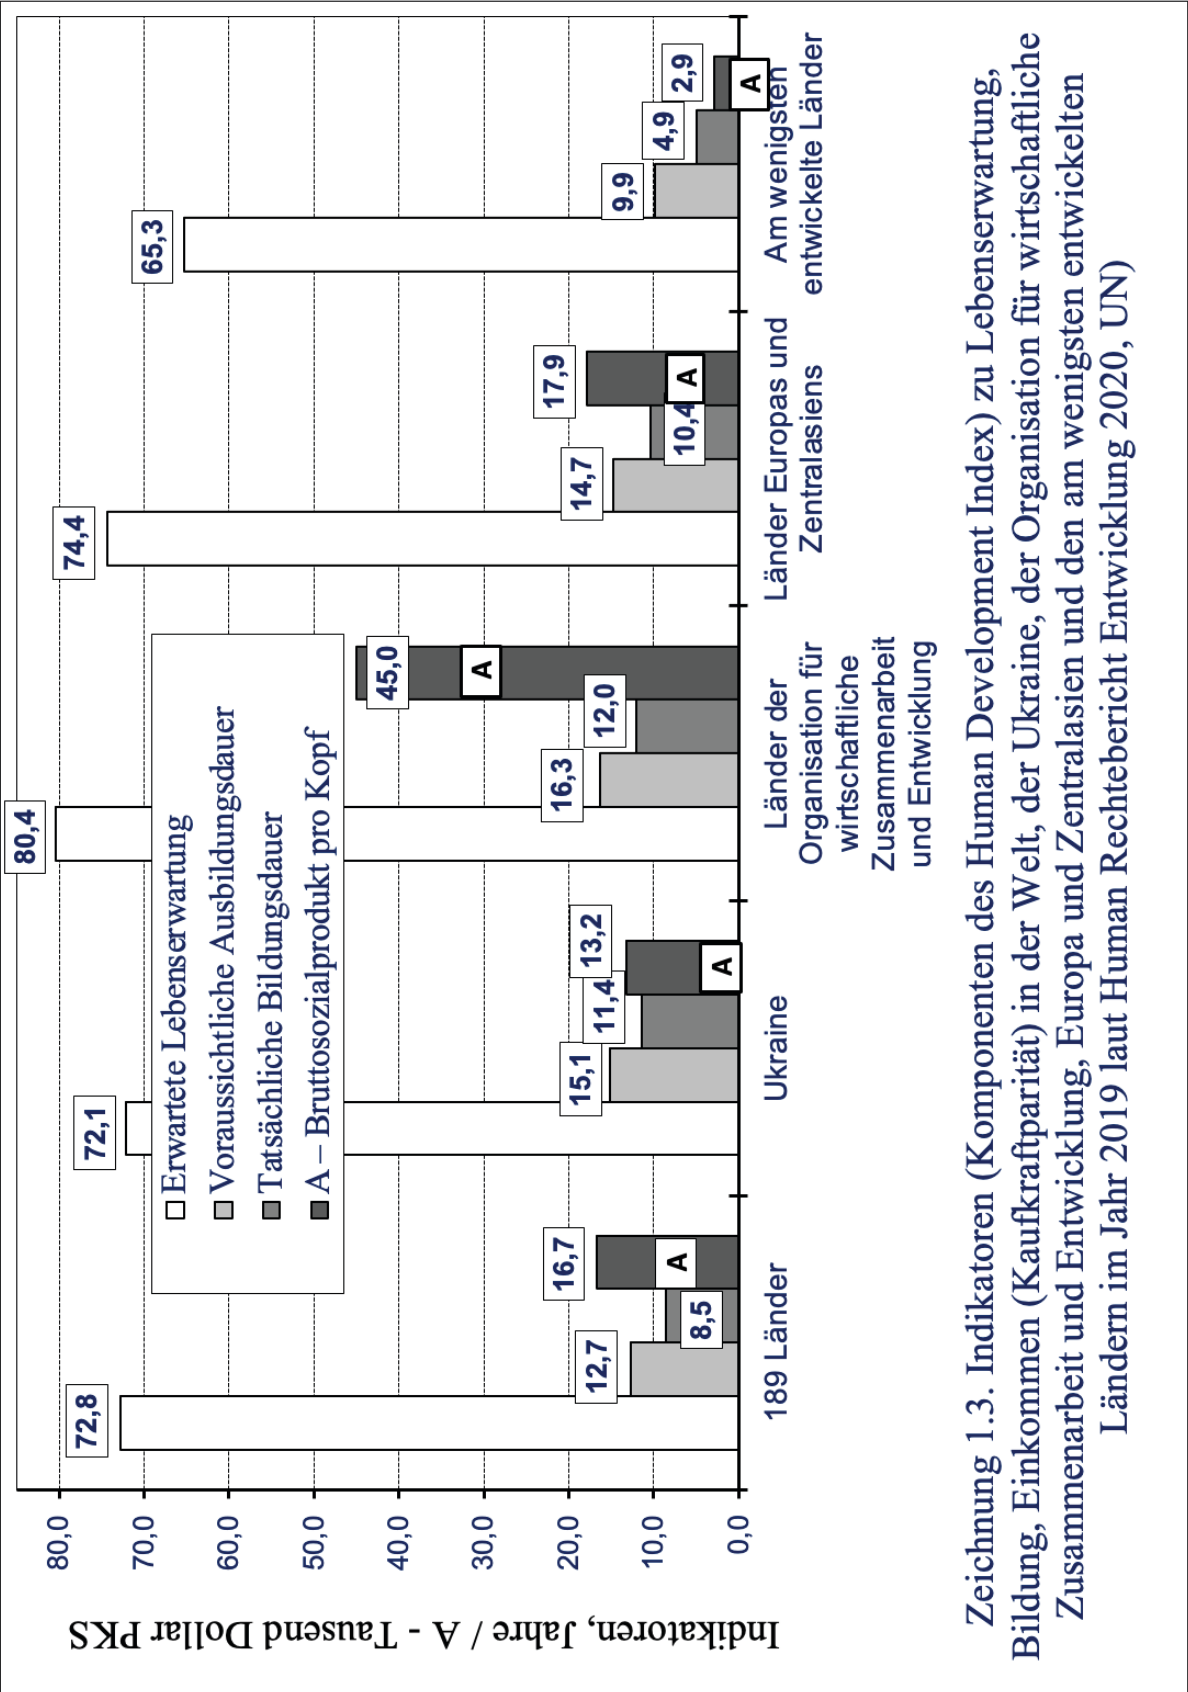 Indikatoren, Jahre / A - Tausend Dollar PKS
80,0
70,0
60,0
50,0
40,0
30,0
20,0
10,0
0,0
72,8
12,7
8,5
16,7
A
72,1
15,1
11,4
13,2
A
80,4
16,3
12,0
45,0
A
74,4
14,7
10,4
17,9
A
65,3
9,9
4,9
2,9
A
Erwartete Lebenserwartung
Voraussichtliche Ausbildungsdauer
Tatsächliche Bildungsdauer
A – Bruttosozialprodukt pro Kopf
189 Länder
Ukraine
Länder der
Organisation für
wirtschaftliche
Zusammenarbeit
und Entwicklung
Länder Europas und
Zentralasiens
Am wenigsten
entwickelte Länder
Zeichnung 1.3. Indikatoren (Komponenten des Human Development Index) zu Lebenserwartung,
Bildung, Einkommen (Kaufkraftparität) in der Welt, der Ukraine, der Organisation für wirtschaftliche
Zusammenarbeit und Entwicklung, Europa und Zentralasien und den am wenigsten entwickelten
Ländern im Jahr 2019 laut Human Rechtebericht Entwicklung 2020, UN)